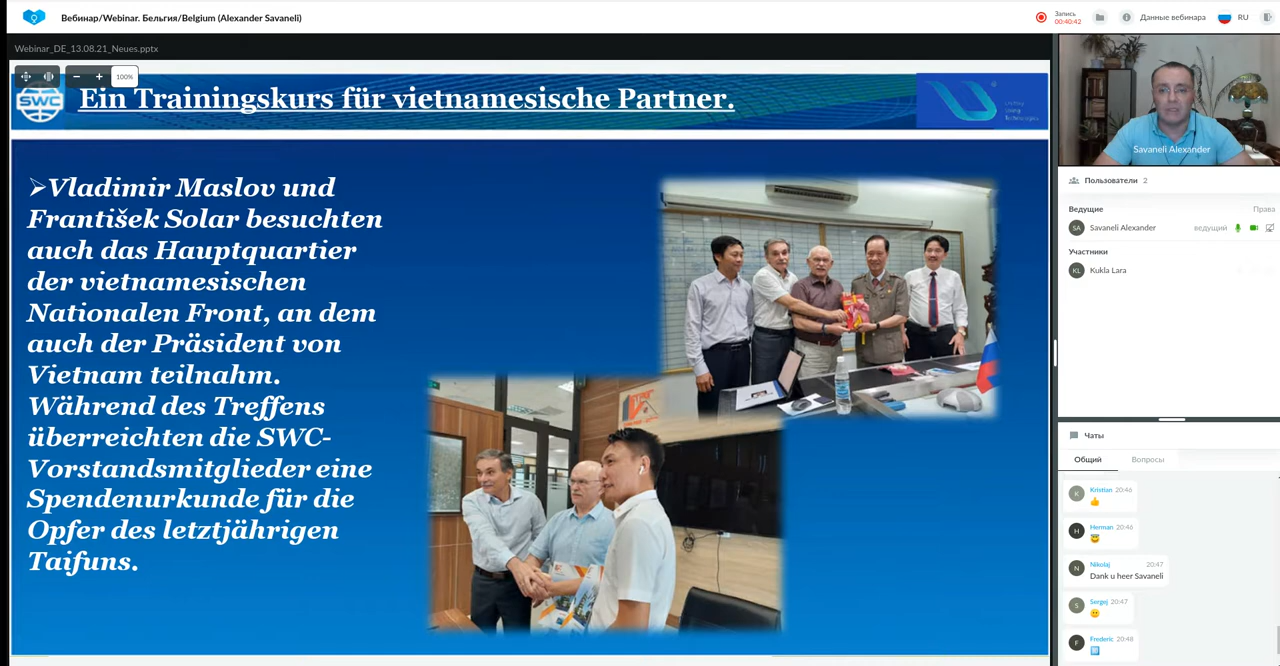 Вебинар/Webinar. Бельгия/Belgium (Alexander Savaneli)
Запись
00:40:42
Данные вебинара
RU
Webinar_DE_13.08.21_Neues.pptx
100%
SWC
Ein Trainingskurs für vietnamesische Partner.
➢Vladimir Maslov und
František Solar besuchten
auch das Hauptquartier
der vietnamesischen
Nationalen Front, an dem
auch der Präsident von
Vietnam teilnahm.
Während des Treffens
überreichten die SWC-
Vorstandsmitglieder eine
Spendenurkunde für die
Opfer des letztjährigen
Taifuns.
Savaneli Alexander
Пользователи 2
Ведущие Права
SA Savaneli Alexander ведущий
Участники
KL Kukla Lara
Чаты
Общий Вопросы
K Kristian 20:46
H Herman 20:46
N Nikolaj 20:47
Dank u heer Savaneli
S Sergej 20:47
F Frederic 20:48